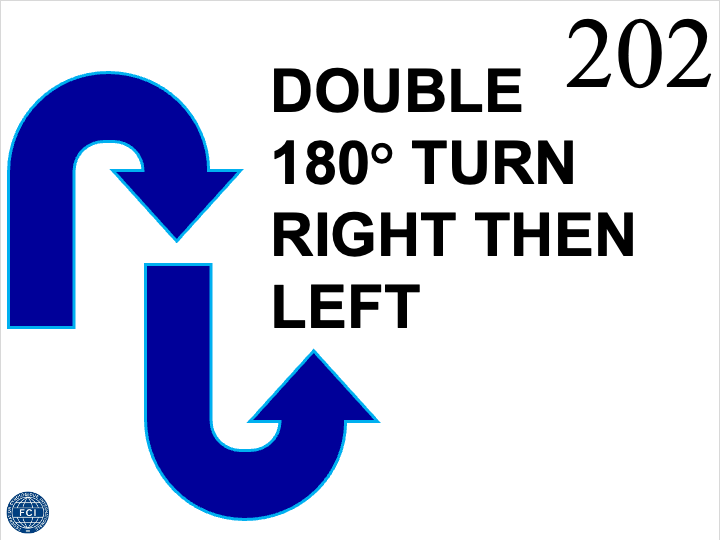 202
DOUBLE
180° TURN
RIGHT THEN
LEFT
FCI